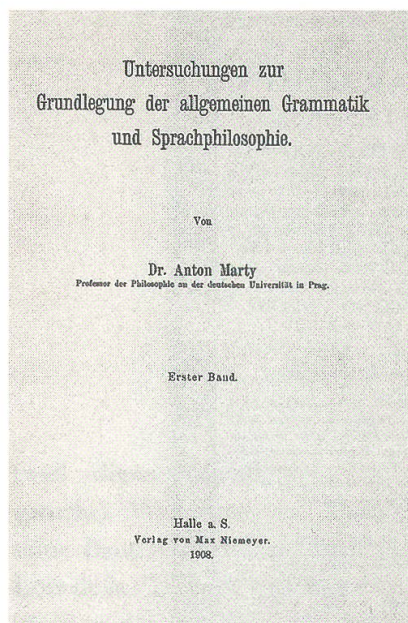 Untersuchungen zur
Grundlegung der allgemeinen Grammatik
und Sprachphilosophie.
Von
Dr. Anton Marty
Professor der Philosophie an der deutschen Universität in Prag.
Erster Band.
Halle a. S.
Verlag von Max Niemeyer.
1908.